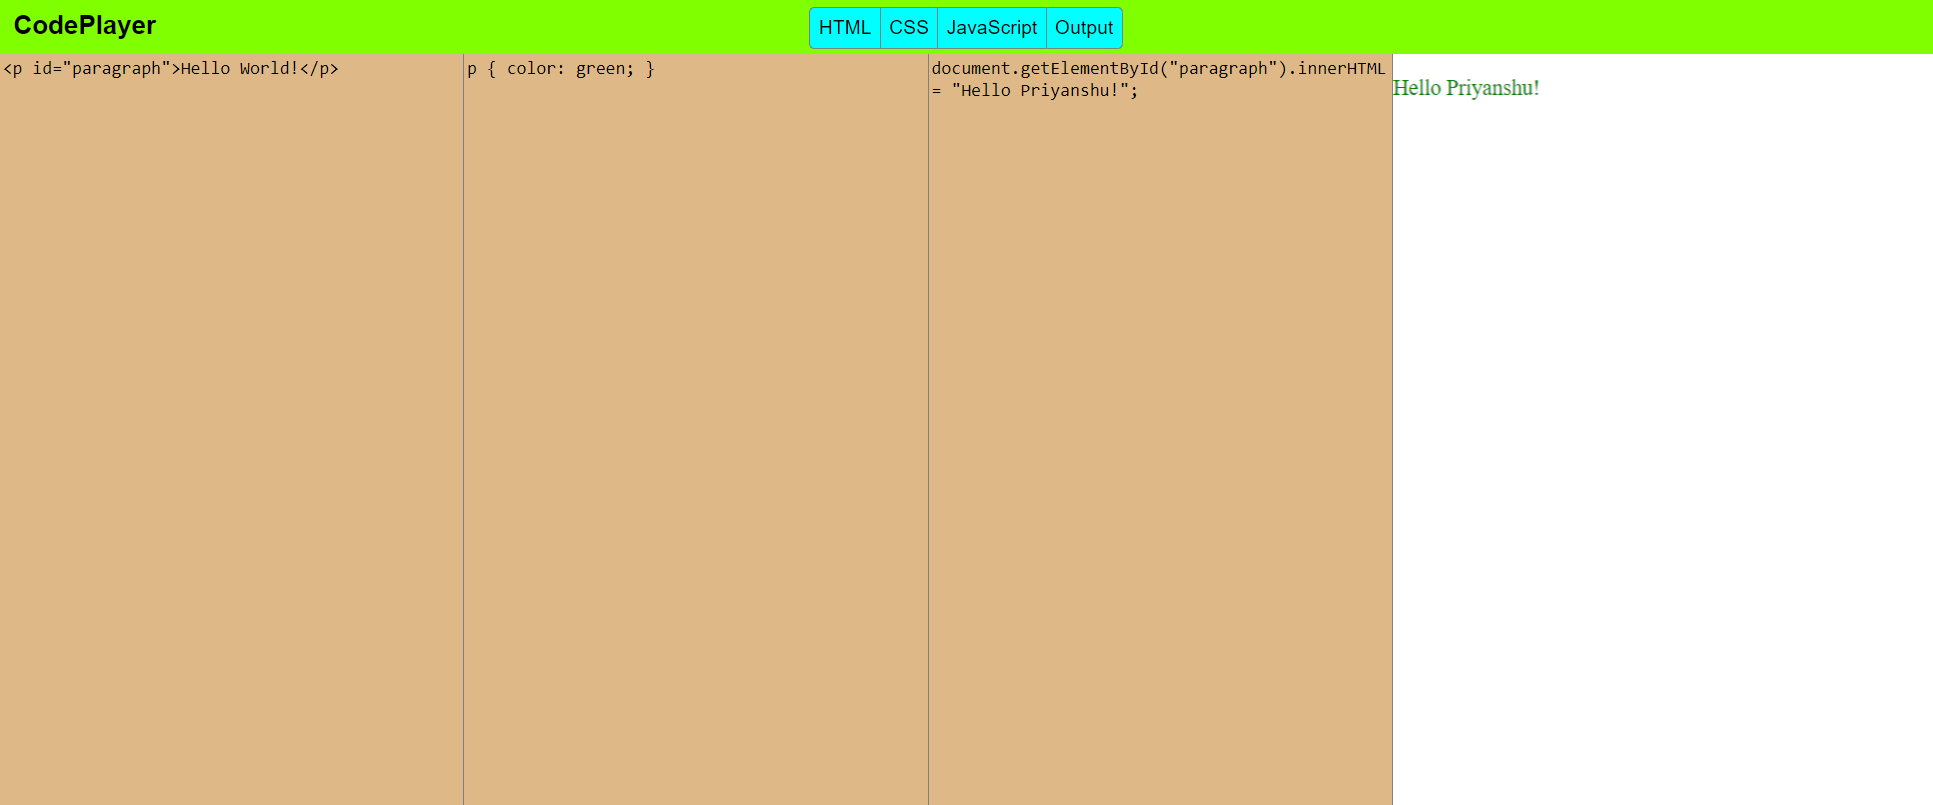 CodePlayer
HTML CSS JavaScript Output
<p id="paragraph">Hello World!</p>
p { color: green; }
document.getElementById("paragraph").innerHTML
= "Hello Priyanshu!";
Hello Priyanshu!